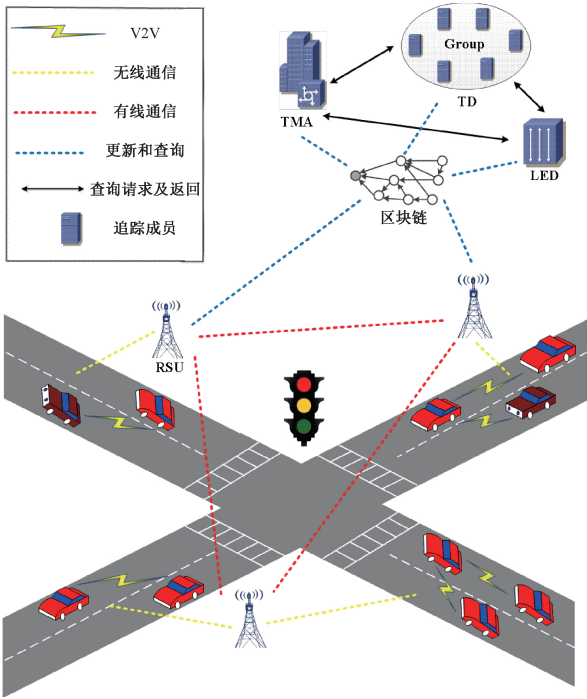 V2V
无线通信
有线通信
更新和查询
查询请求及返回
追踪成员
Group
TD
TMA
LED
区块链
RSU